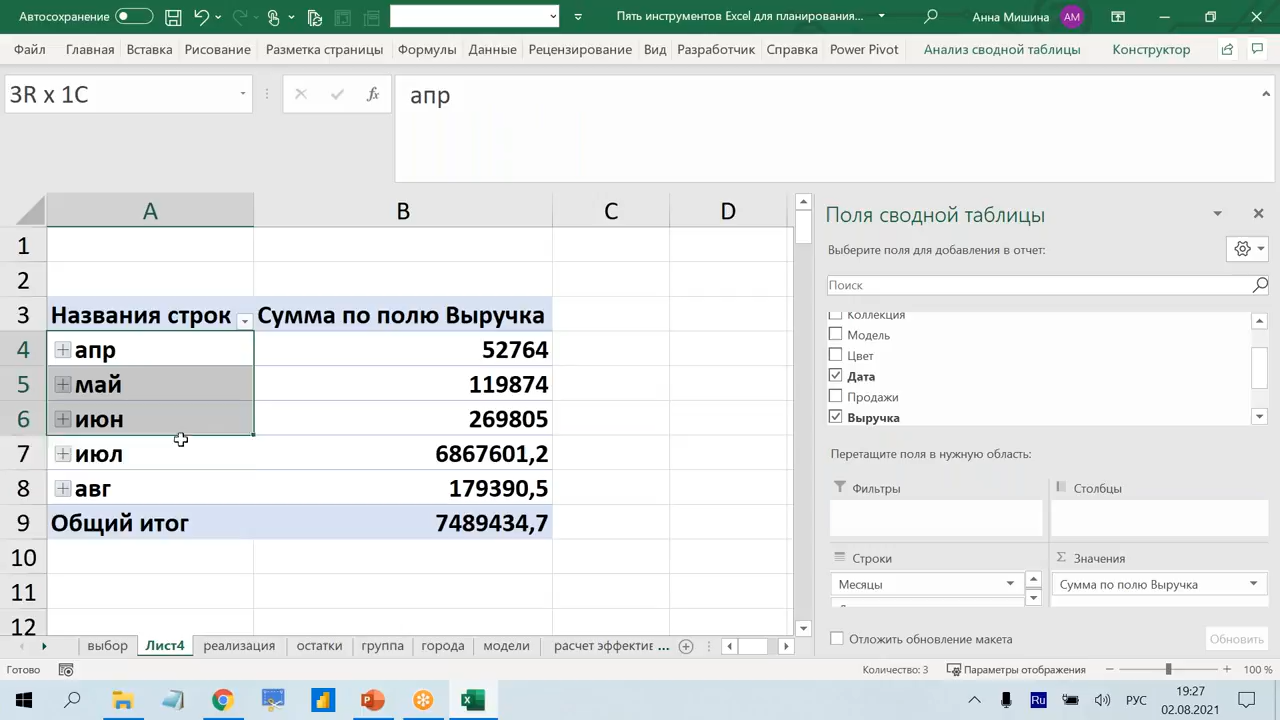 Автосохранение
Пять инструментов Excel для планирования...
Анна Мишина
АМ
Файл Главная Вставка Рисование Разметка страницы Формулы Данные Рецензирование Вид Разработчик Справка Power Pivot Анализ сводной таблицы Конструктор
3R x 1C
fx
апр
A B C D
1
2
3 Названия строк Сумма по полю Выручка
4 апр 52764
5 май 119874
6 июн 269805
7 июл 6867601,2
8 авг 179390,5
9 Общий итог 7489434,7
10
11
12
Поля сводной таблицы
Выберите поля для добавления в отчет:
Поиск
Коллекция
Модель
Цвет
Дата
Продажи
Выручка
Перетащите поля в нужную область:
Фильтры
Столбцы
Строки
Σ Значения
Месяцы
Сумма по полю Выручка
Отложить обновление макета
Обновить
выбор Лист4 реализация остатки группа города модели расчет эффектив ...
Готово
Количество: 3
Параметры отображения
100 %
Ru
РУС
19:27
02.08.2021